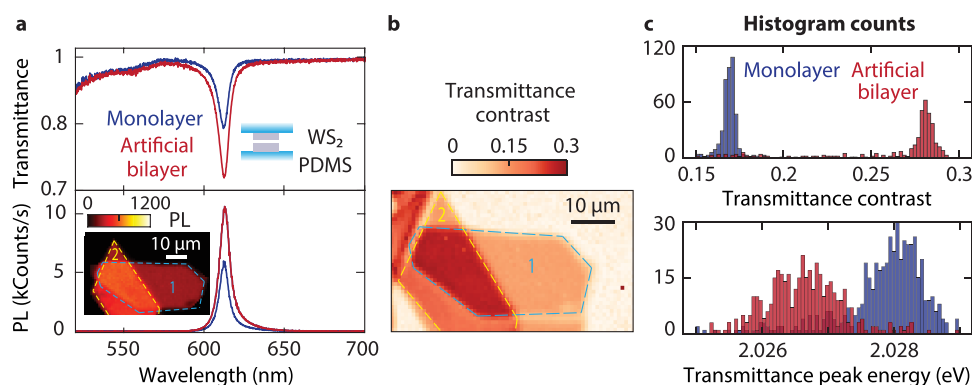 a
Transmittance
1
0.9
0.8
0.7
Monolayer
Artificial
bilayer
WS₂
PDMS
PL (kCounts/s)
10
5
0
0 1200
PL
10 µm
2
1
550 600 650 700
Wavelength (nm)
b
Transmittance
contrast
0 0.15 0.3
10 µm
2
1
c Histogram counts
120
60
0
Monolayer
Artificial
bilayer
0.15 0.2 0.25 0.3
Transmittance contrast
30
15
0
2.026 2.028
Transmittance peak energy (eV)